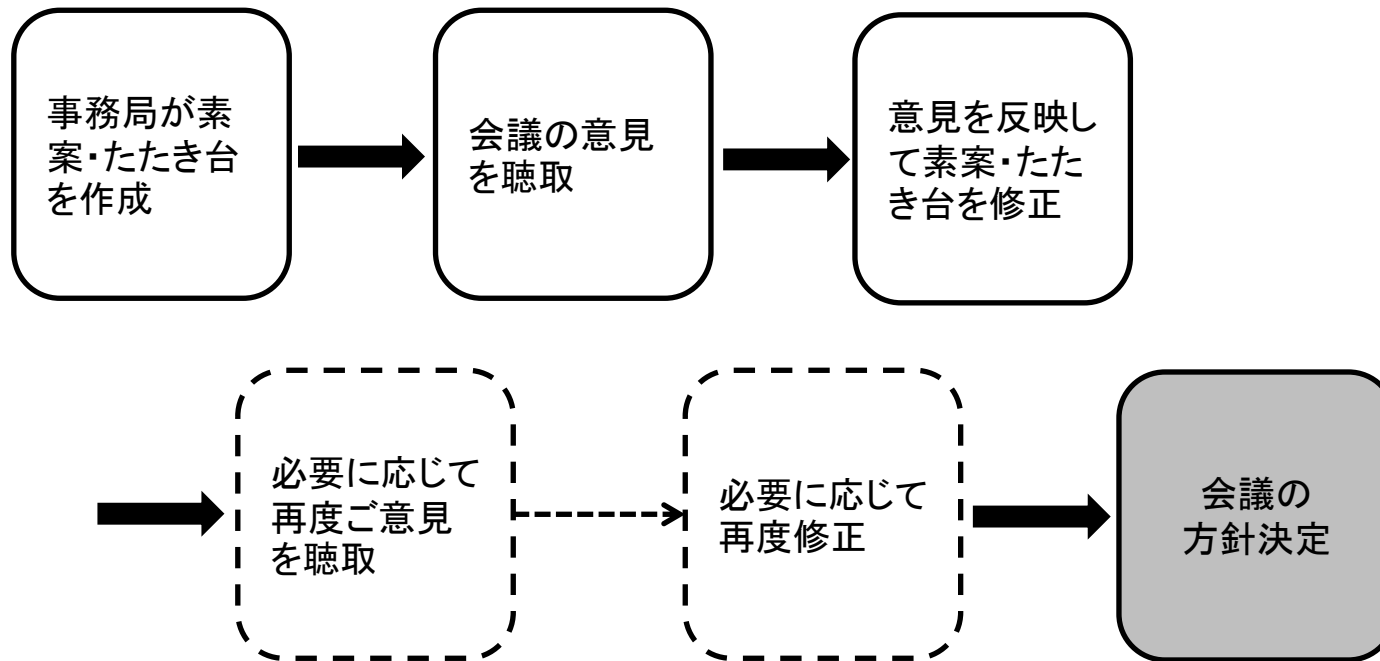 事務局が素
案・たたき台
を作成
会議の意見
を聴取
意見を反映し
て素案・たた
き台を修正
必要に応じて
再度ご意見
を聴取
必要に応じて
再度修正
会議の
方針決定